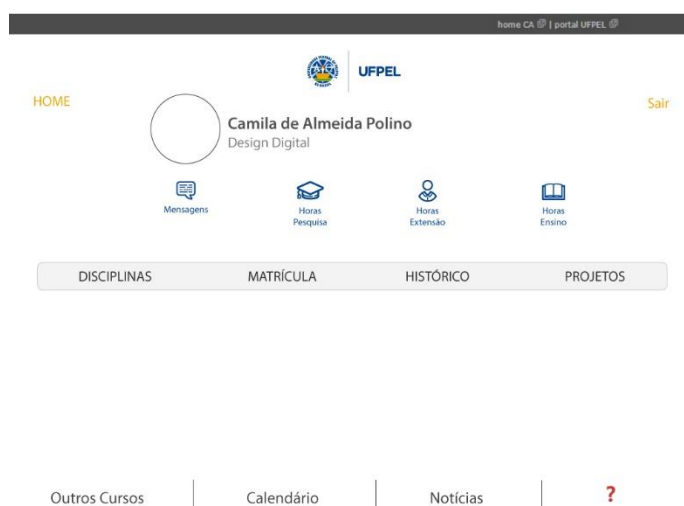 home CA | portal UFPEL
UFPEL
HOME
Sair
Camila de Almeida Polino
Design Digital
Mensagens
Horas
Pesquisa
Horas
Extensão
Horas
Ensino
DISCIPLINAS MATRÍCULA HISTÓRICO PROJETOS
Outros Cursos | Calendário | Notícias | ?